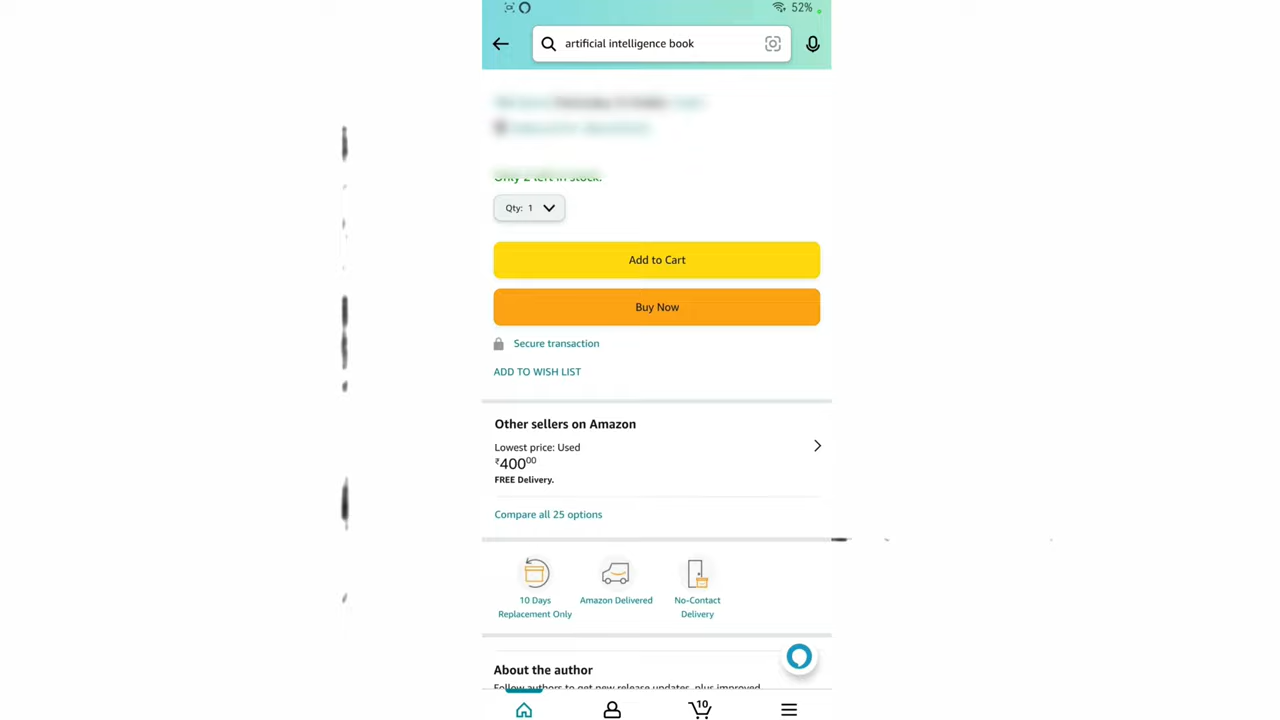 52%
artificial intelligence book
Only 2 left in stock.
Qty: 1
Add to Cart
Buy Now
Secure transaction
ADD TO WISH LIST
Other sellers on Amazon
Lowest price: Used
₹40000
FREE Delivery.
Compare all 25 options
10 Days
Replacement Only
Amazon Delivered
No-Contact
Delivery
About the author
Follow authors to get new release updates, plus improved
10